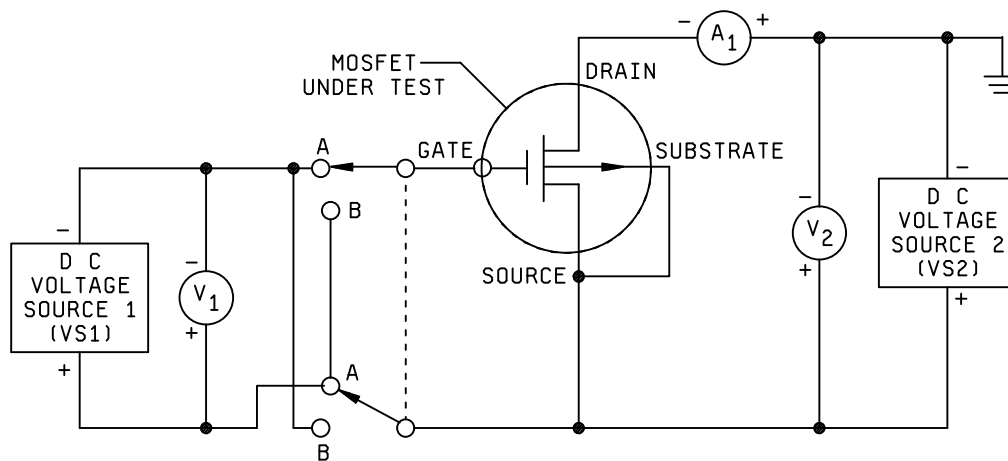 - A1 +
MOSFET
UNDER TEST
DRAIN
A
GATE
SUBSTRATE
B
-
D C
VOLTAGE
SOURCE 1
(VS1)
+
-
V1
+
SOURCE
-
V2
+
-
D C
VOLTAGE
SOURCE 2
(VS2)
+
A
B